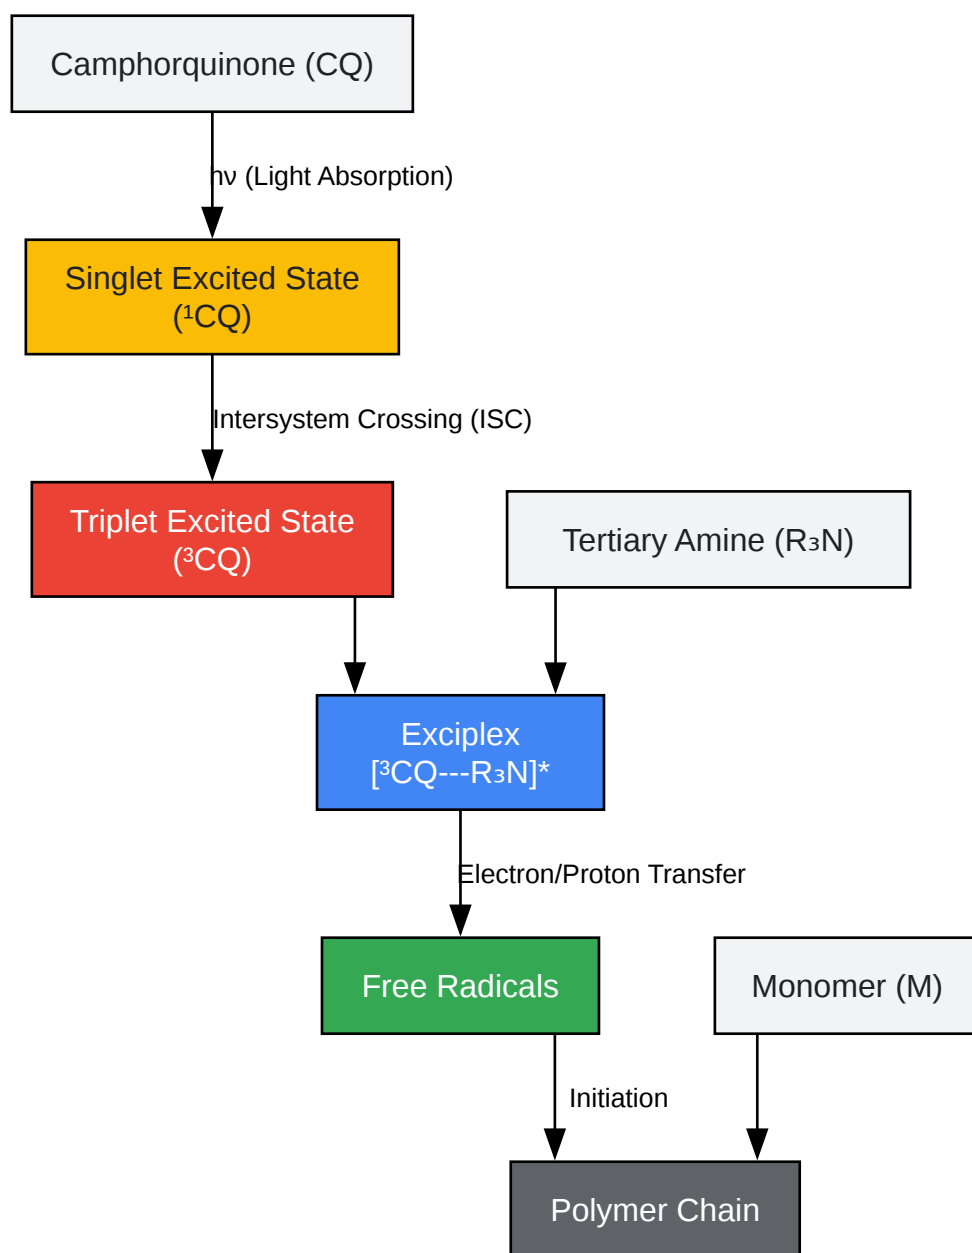 Camphorquinone (CQ)
hν (Light Absorption)
Singlet Excited State
(¹CQ)
Intersystem Crossing (ISC)
Triplet Excited State
(³CQ)
Tertiary Amine (R₃N)
Exciplex
[³CQ---R₃N]*
Electron/Proton Transfer
Free Radicals
Monomer (M)
Initiation
Polymer Chain